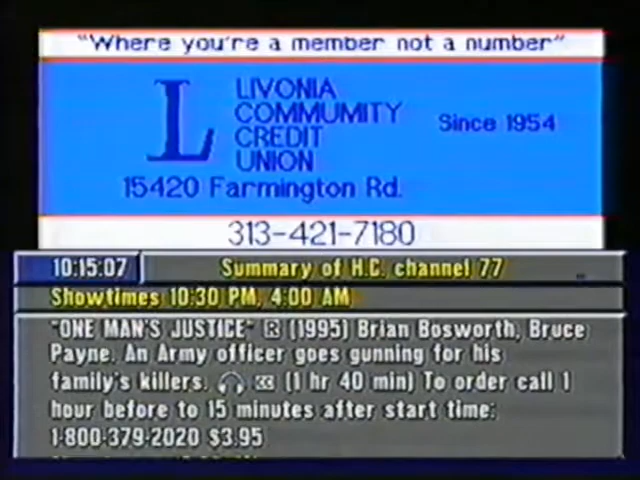 "Where you're a member not a number"
L
LIVONIA
COMMUMITY
CREDIT
UNION
Since 1954
15420 Farmington Rd.
313-421-7180
10:15:07 Summary of H.C. channel 77
Showtimes 10:30 PM, 4:00 AM
"ONE MAN'S JUSTICE" R (1995) Brian Bosworth, Bruce
Payne. An Army officer goes gunning for his
family's killers. CC (1 hr 40 min) To order call 1
hour before to 15 minutes after start time:
1-800-379-2020 $3.95